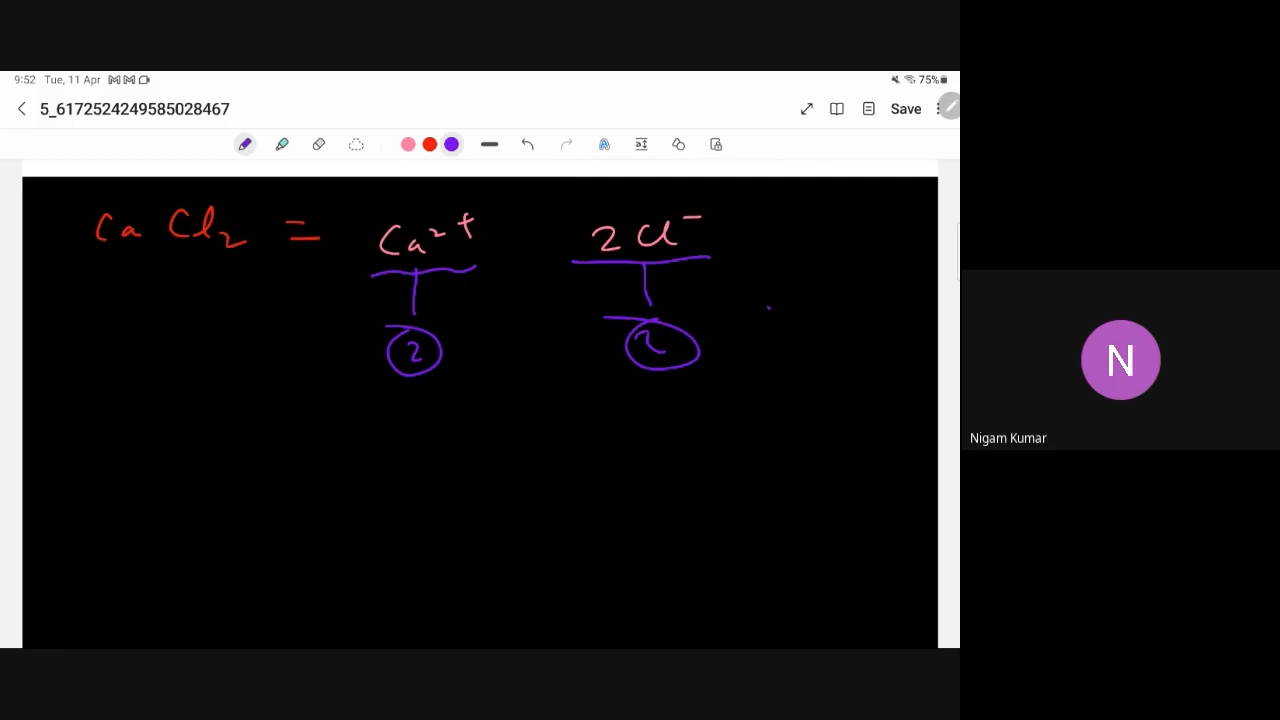 9:52 Tue, 11 Apr 75%
5_6172524249585028467 Save
CaCl₂ = Ca²⁺ 2Cl⁻
2 2
N
Nigam Kumar